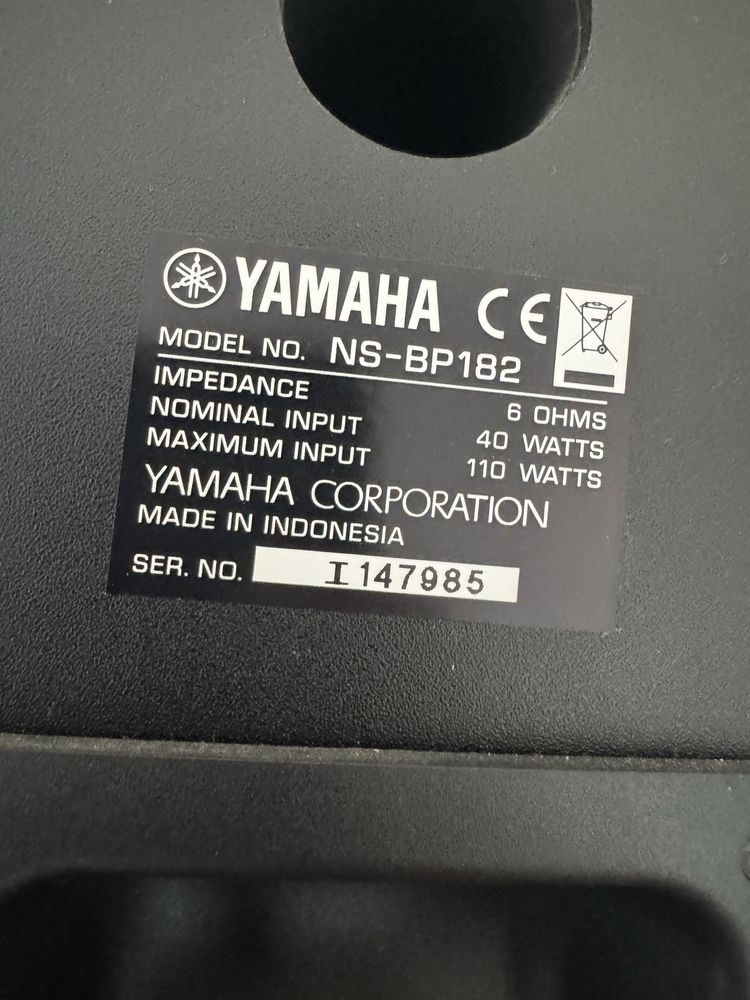 YAMAHA CE
MODEL NO. NS-BP182
IMPEDANCE 6 OHMS
NOMINAL INPUT 40 WATTS
MAXIMUM INPUT 110 WATTS
YAMAHA CORPORATION
MADE IN INDONESIA
SER. NO. I147985